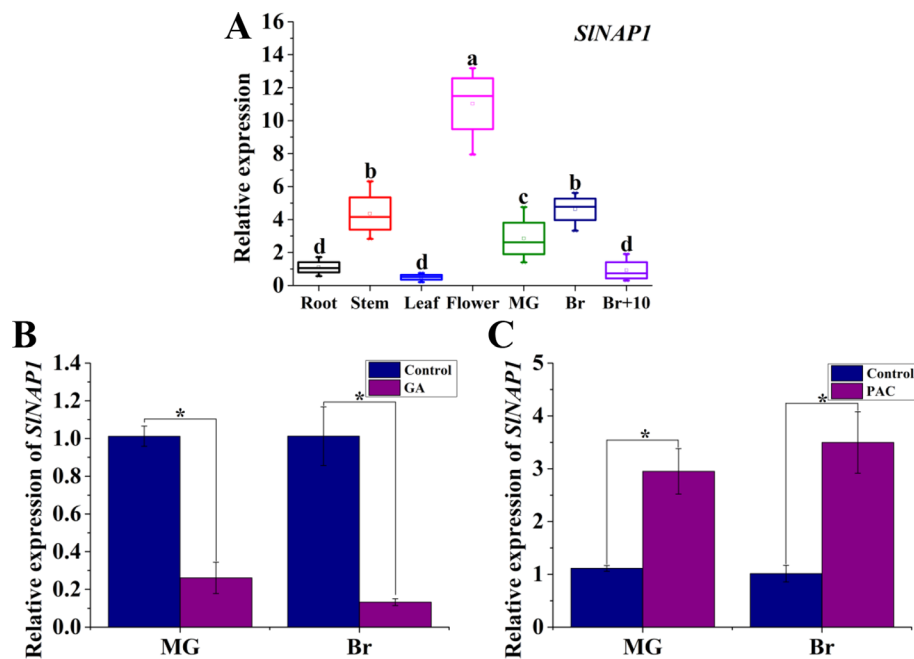 A
SlNAP1
Relative expression
16
14
12
10
8
6
4
2
0
d
b
d
a
c
b
d
Root Stem Leaf Flower MG Br Br+10
B
Relative expression of SlNAP1
1.4
1.2
1.0
0.8
0.6
0.4
0.2
0.0
Control
GA
*
*
MG Br
C
Relative expression of SlNAP1
5
4
3
2
1
0
Control
PAC
*
*
MG Br